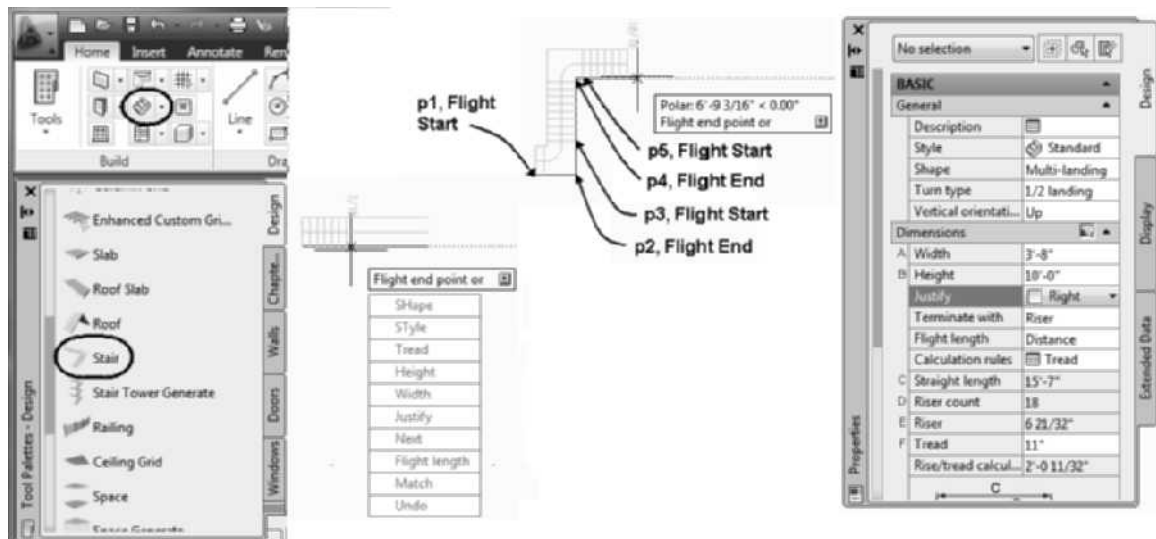 Home Insert Annotate Ren
Tools
Line
Build
Dra
Tool Palettes - Design
Enhanced Custom Gri...
Slab
Roof Slab
Roof
Stair
Stair Tower Generate
Railing
Ceiling Grid
Space
Space Generate
Design
Chapte...
Walls
Doors
Windows
p1, Flight
Start
Polar: 6'-9 3/16" < 0.00"
Flight end point or
p5, Flight Start
p4, Flight End
p3, Flight Start
p2, Flight End
Flight end point or
SHape
STyle
Tread
Height
Width
Justify
Next
Flight length
Match
Undo
Properties
No selection
BASIC
General
Description
Style Standard
Shape Multi-landing
Turn type 1/2 landing
Vertical orientati... Up
Dimensions
A Width 3'-8"
B Height 10'-0"
Justify Right
Terminate with Riser
Flight length Distance
Calculation rules Tread
C Straight length 15'-7"
D Riser count 18
E Riser 6 21/32"
F Tread 11"
Rise/tread calcul... 2'-0 11/32"
C
Design
Display
Extended Data